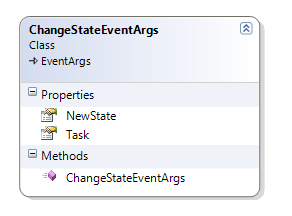 ChangeStateEventArgs
Class
EventArgs
Properties
NewState
Task
Methods
ChangeStateEventArgs